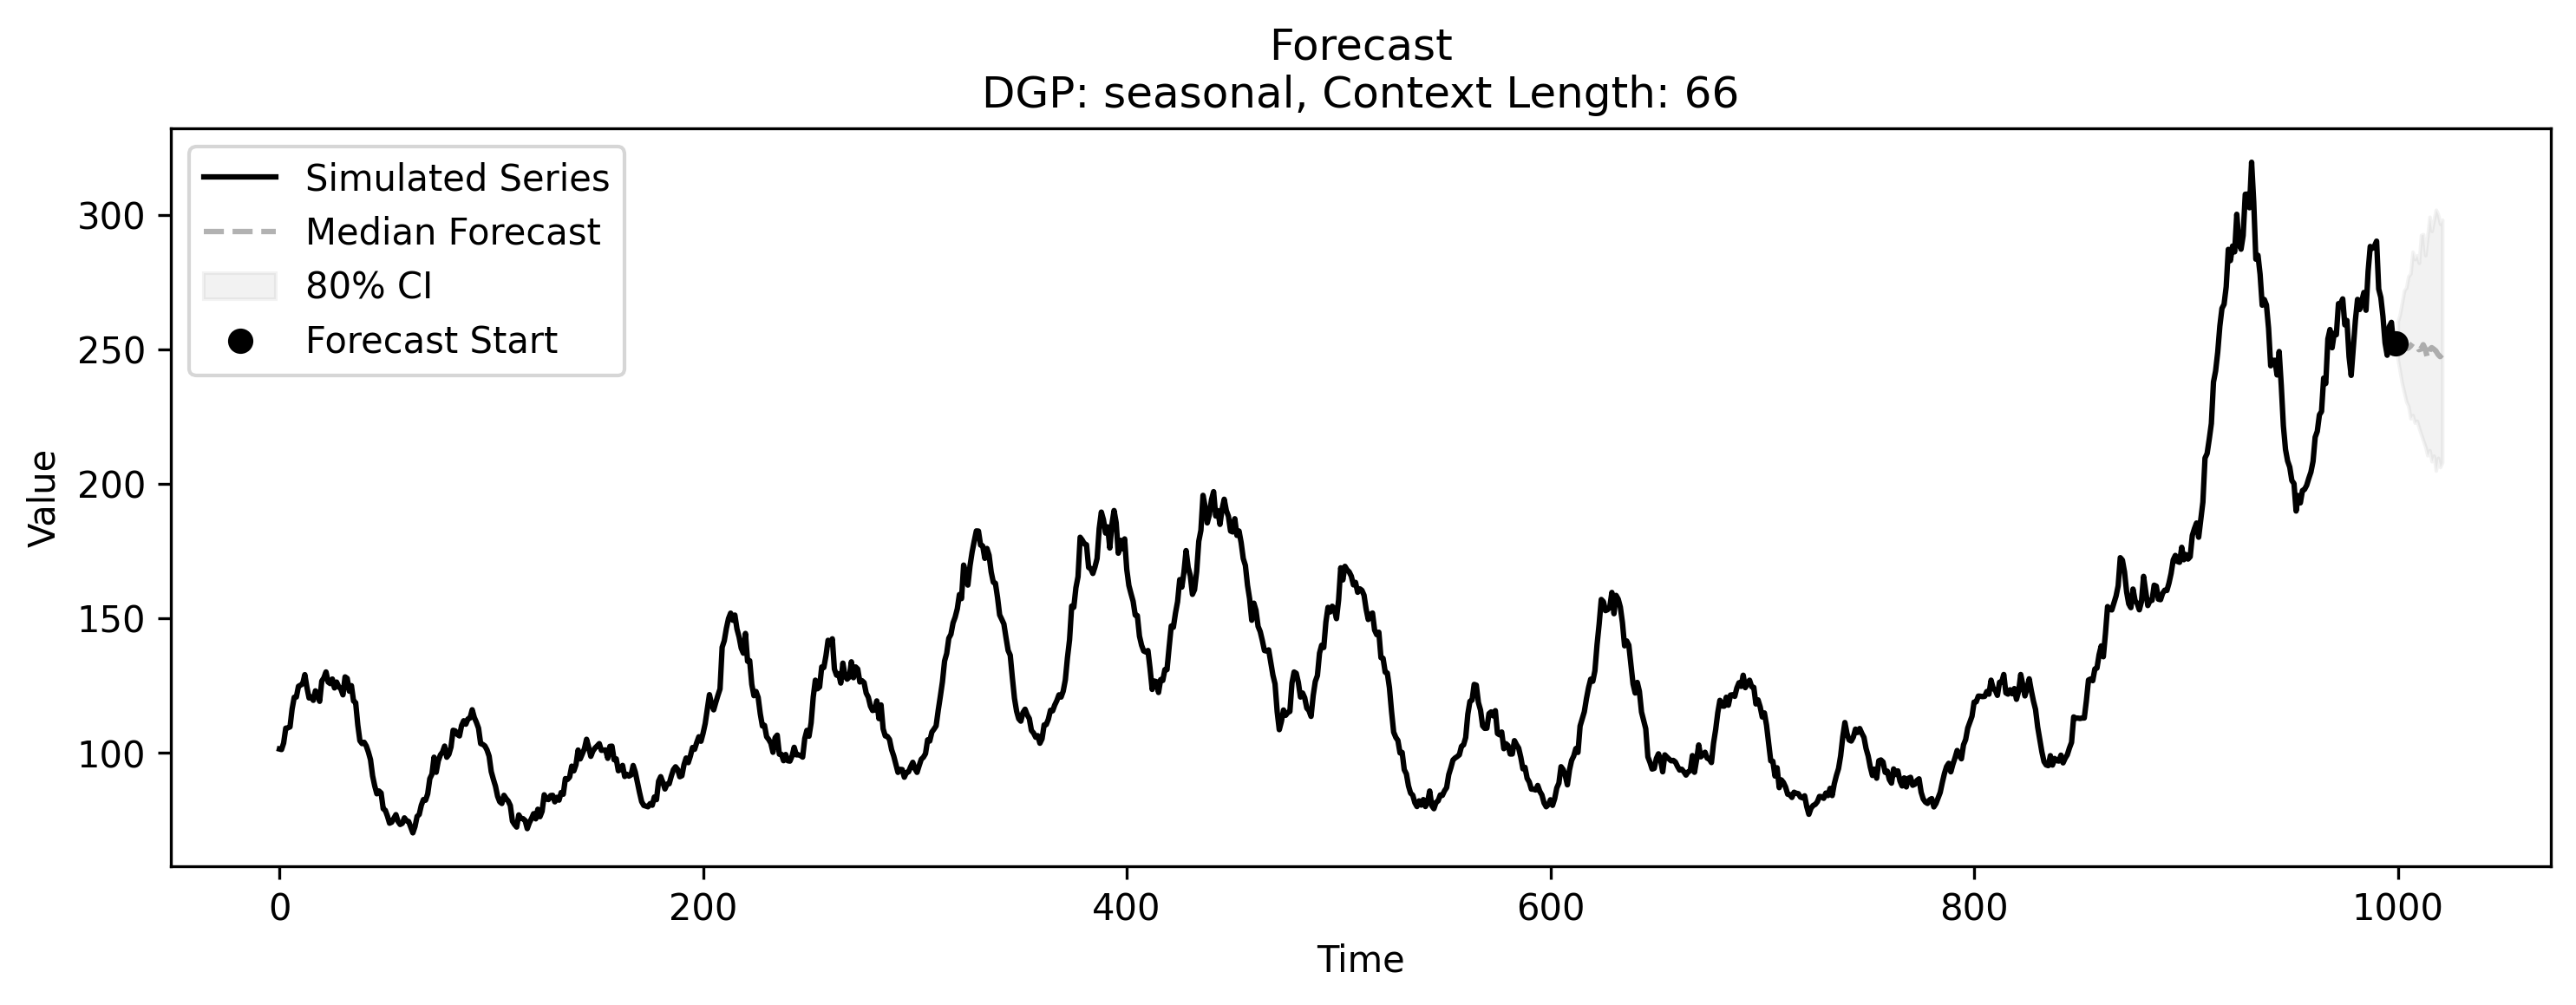 Forecast
DGP: seasonal, Context Length: 66
Simulated Series
Median Forecast
80% CI
Forecast Start
Value
300
250
200
150
100
0
200
400
600
800
1000
Time